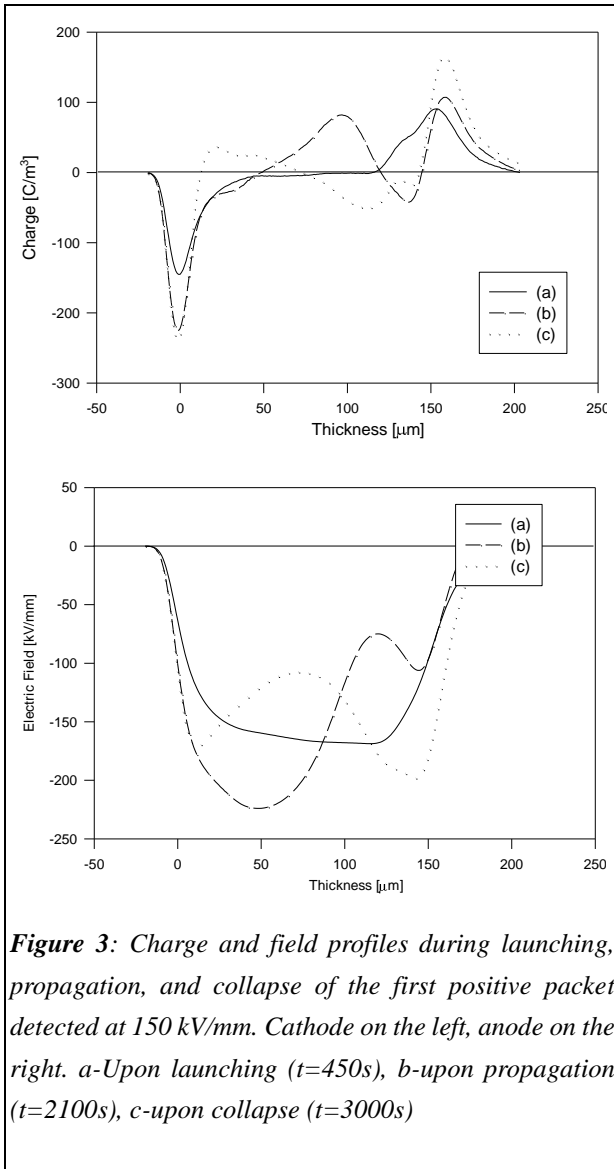 200
100
0
-100
-200
-300
Charge [C/m³]
(a)
(b)
(c)
-50 0 50 100 150 200 250
Thickness [μm]
50
0
-50
-100
-150
-200
-250
Electric Field [kV/mm]
(a)
(b)
(c)
-50 0 50 100 150 200 250
Thickness [μm]
Figure 3: Charge and field profiles during launching,
propagation, and collapse of the first positive packet
detected at 150 kV/mm. Cathode on the left, anode on the
right. a-Upon launching (t=450s), b-upon propagation
(t=2100s), c-upon collapse (t=3000s)